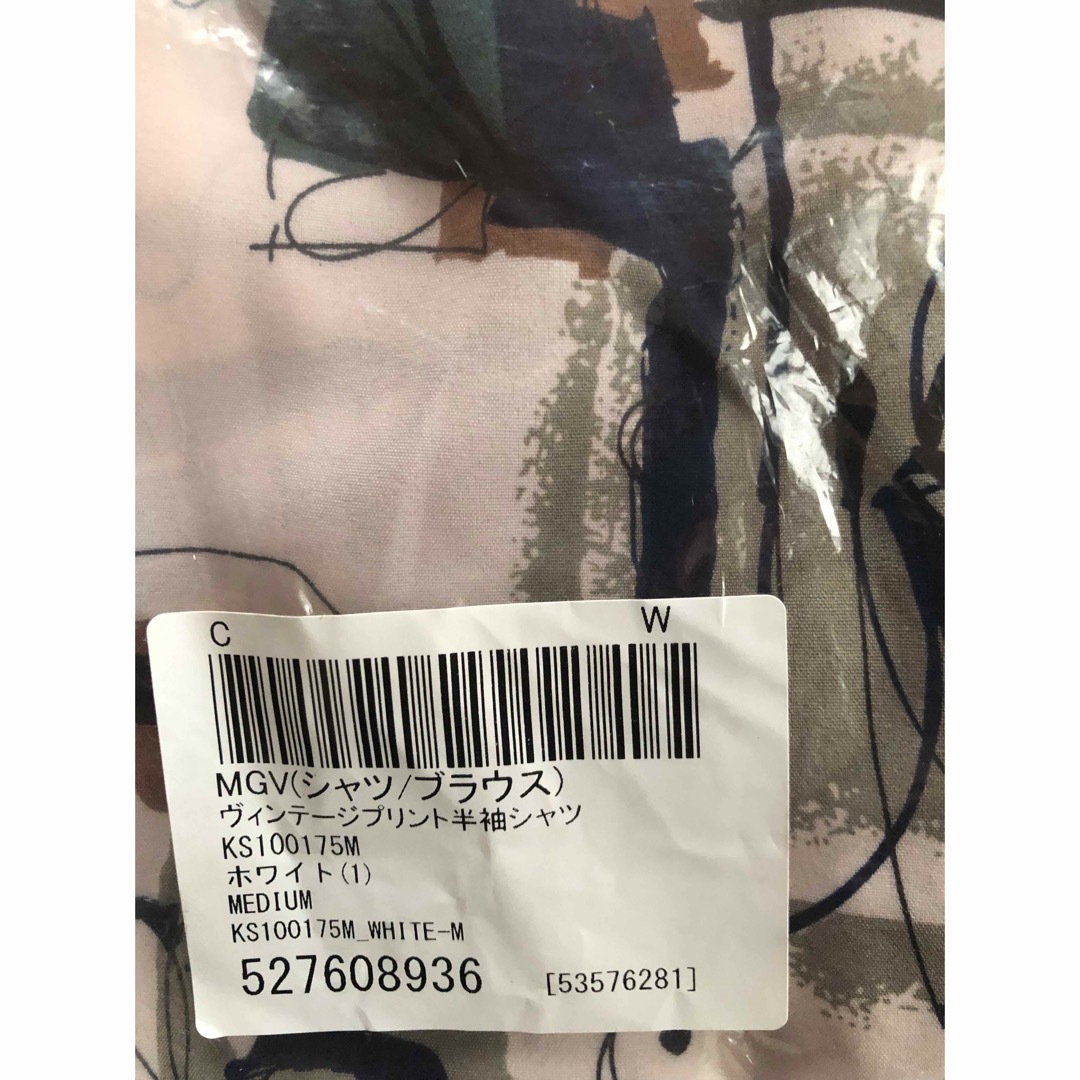 C W
MGV(シャツ/ブラウス)
ヴィンテージプリント半袖シャツ
KS100175M
ホワイト(1)
MEDIUM
KS100175M_WHITE-M
527608936 [53576281]